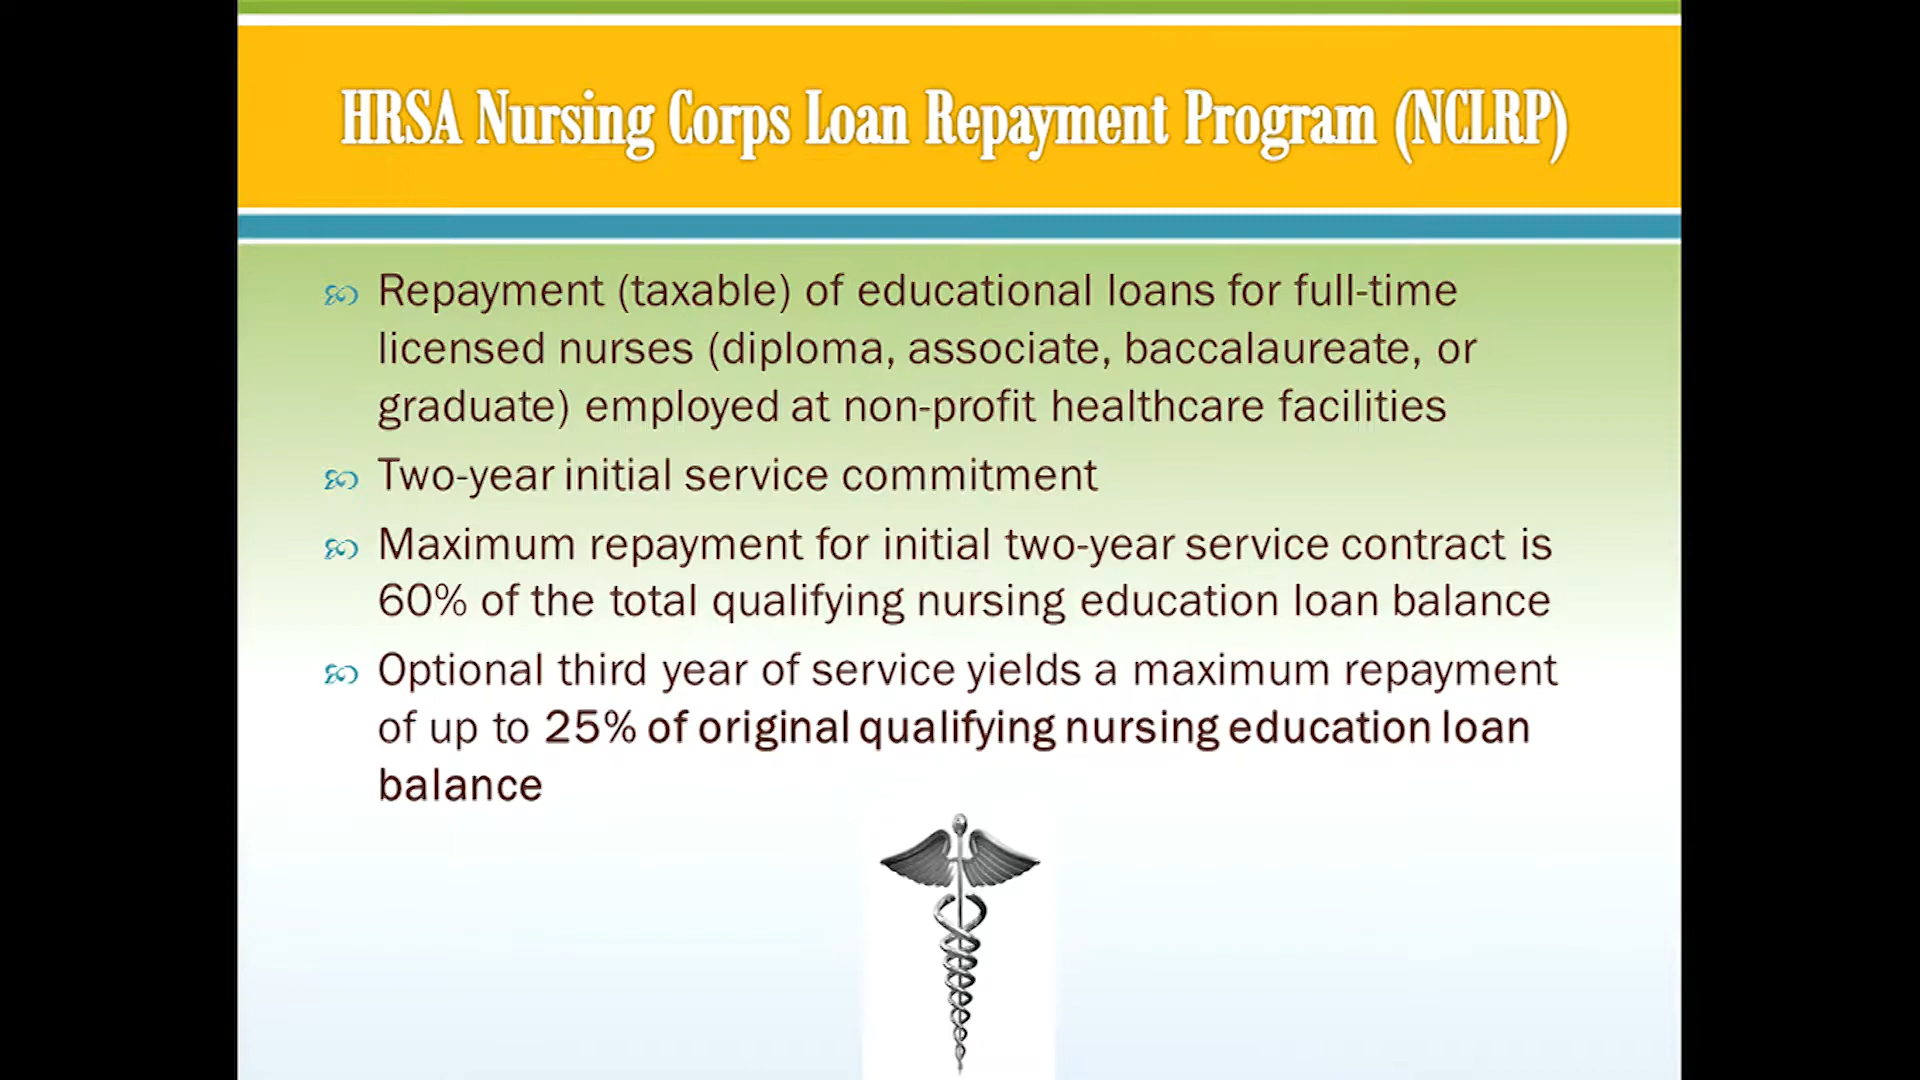 HRSA Nursing Corps Loan Repayment Program (NCLRP)
Repayment (taxable) of educational loans for full-time
licensed nurses (diploma, associate, baccalaureate, or
graduate) employed at non-profit healthcare facilities
Two-year initial service commitment
Maximum repayment for initial two-year service contract is
60% of the total qualifying nursing education loan balance
Optional third year of service yields a maximum repayment
of up to 25% of original qualifying nursing education loan
balance